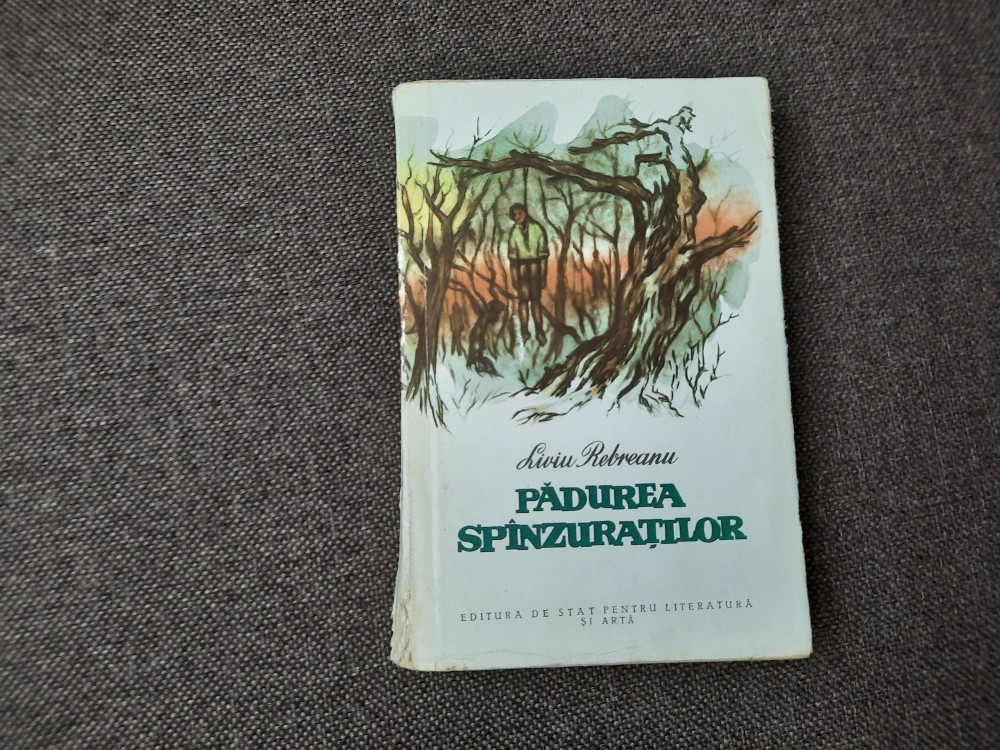 Liviu Rebreanu
PĂDUREA
SPÎNZURAȚILOR
EDITURA DE STAT PENTRU LITERATURĂ
ȘI ARTĂ